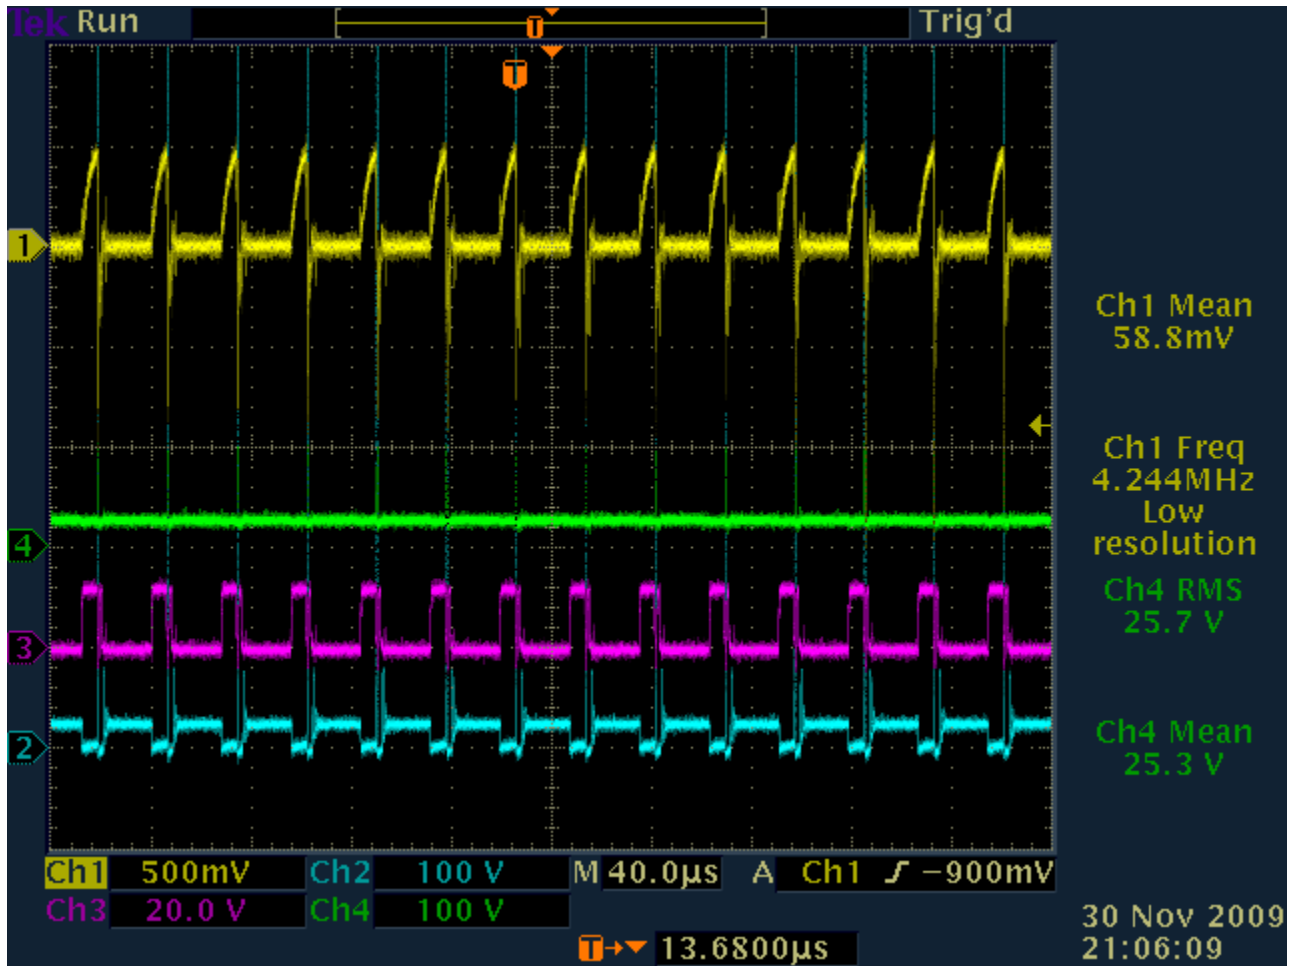 Tek Run Trig'd
T
T
1
Ch1 Mean
58.8mV
Ch1 Freq
4.244MHz
Low
resolution
4
Ch4 RMS
25.7 V
3
Ch4 Mean
25.3 V
2
Ch1 500mV Ch2 100 V M 40.0µs A Ch1 ƒ −900mV
Ch3 20.0 V Ch4 100 V
T→▼ 13.6800µs
30 Nov 2009
21:06:09